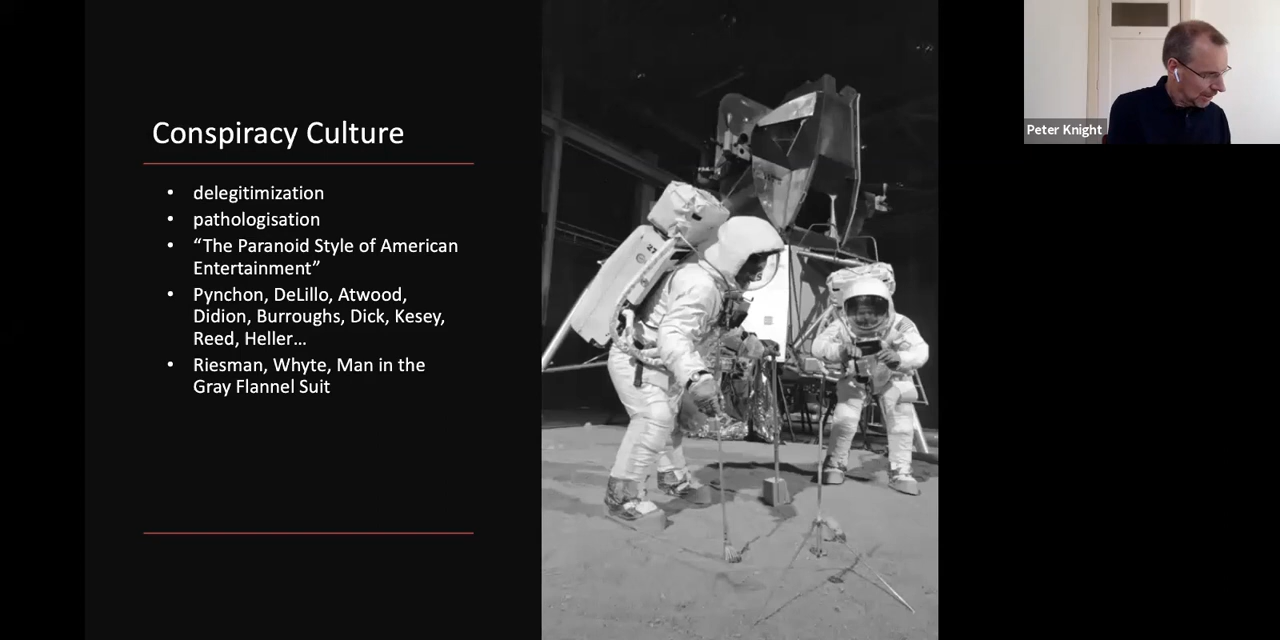 Conspiracy Culture
• delegitimization
• pathologisation
• “The Paranoid Style of American
Entertainment”
• Pynchon, DeLillo, Atwood,
Didion, Burroughs, Dick, Kesey,
Reed, Heller…
• Riesman, Whyte, Man in the
Gray Flannel Suit
27
Peter Knight